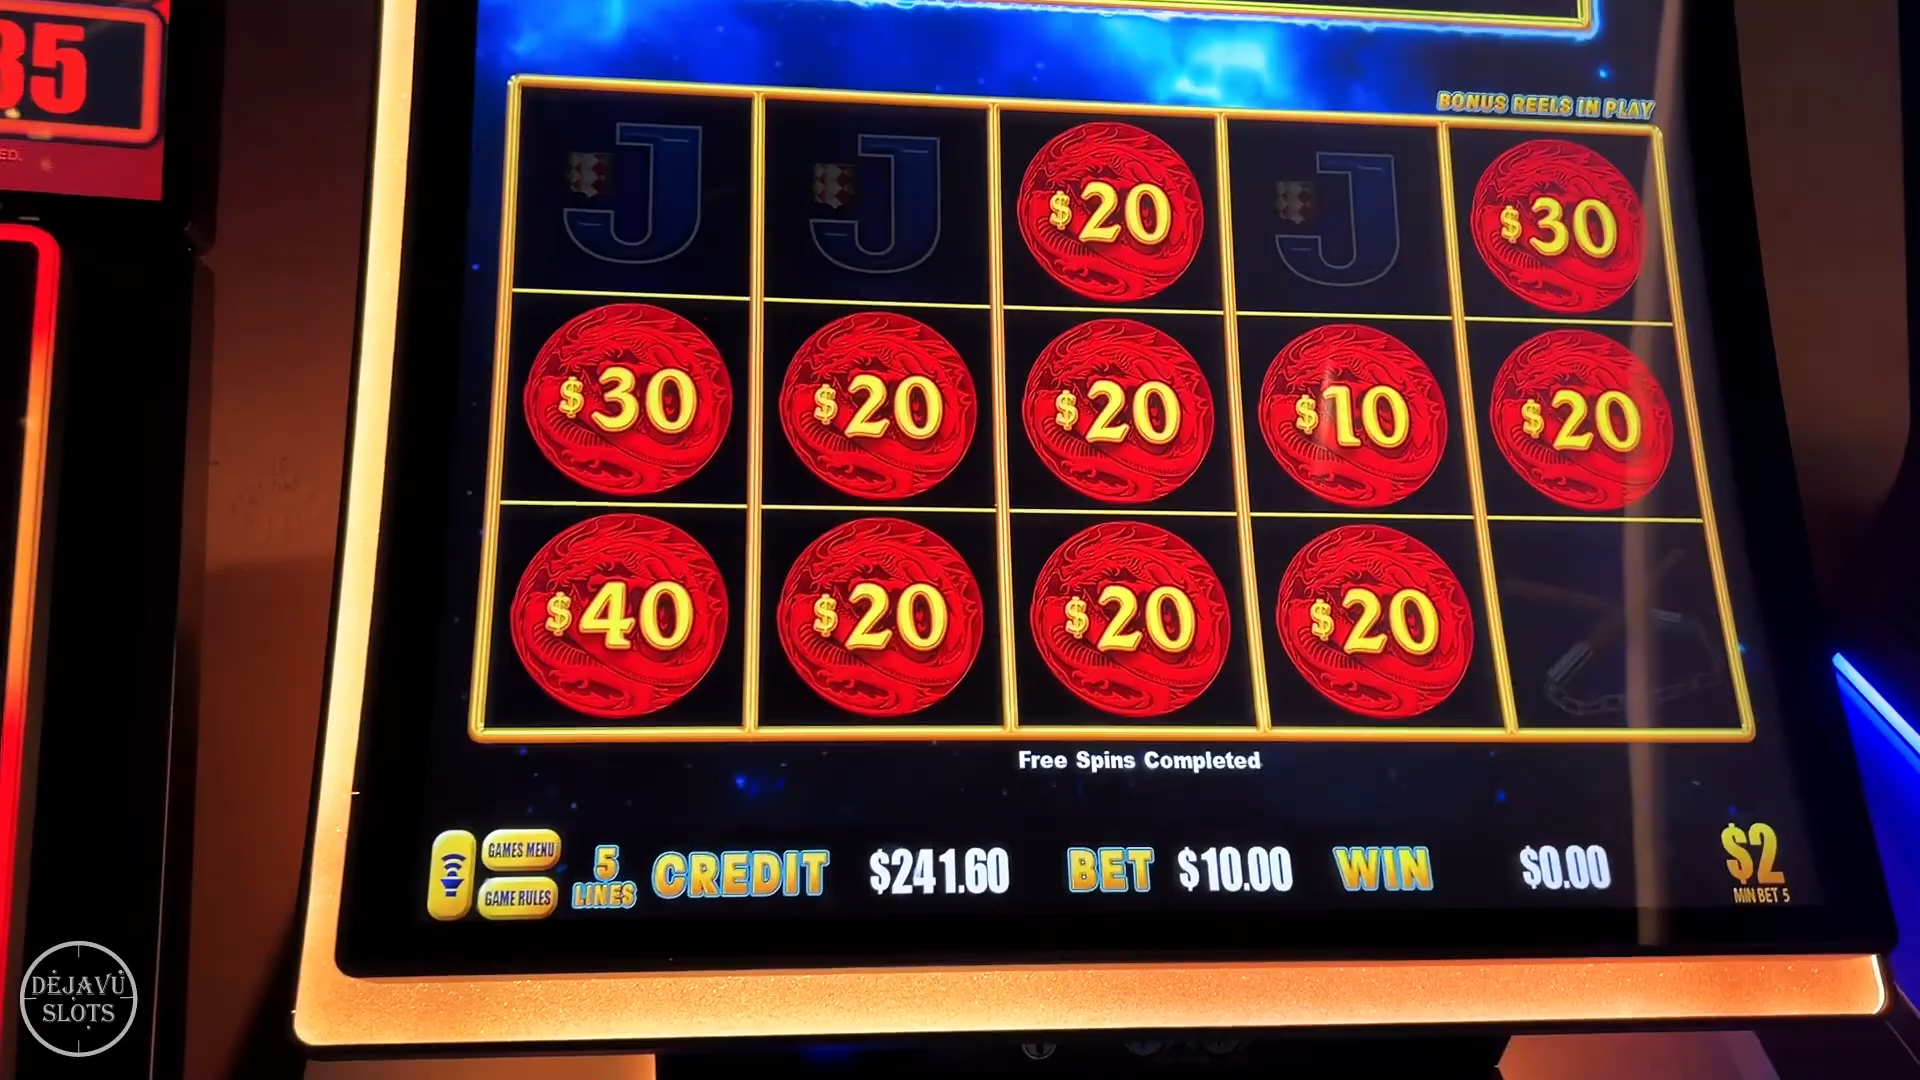 35
ED.
BONUS REELS IN PLAY
J J $20 J $30
$30 $20 $20 $10 $20
$40 $20 $20 $20
Free Spins Completed
GAMES MENU
GAME RULES
5 LINES CREDIT $241.60 BET $10.00 WIN $0.00 $2
MIN BET 5
DÉJAVU
SLOTS